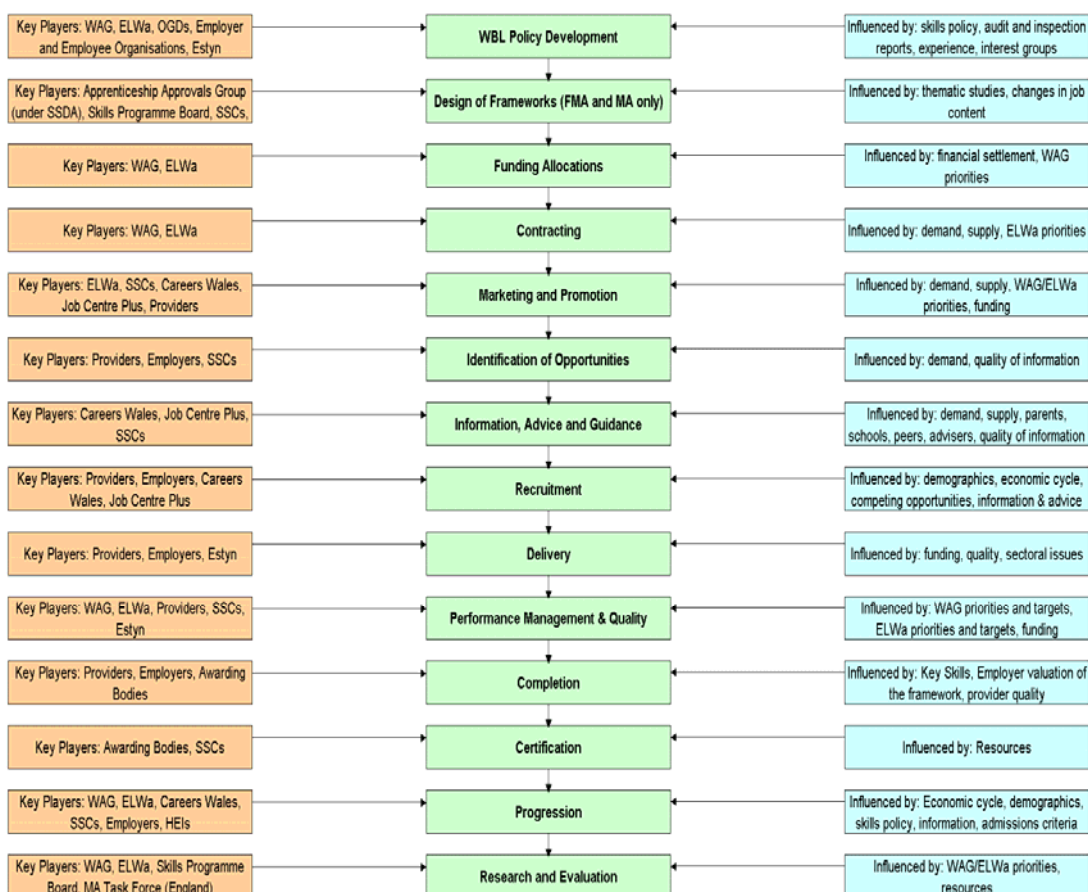 Key Players: WAG, ELWa, OGDs, Employer
and Employee Organisations, Estyn
WBL Policy Development
Influenced by: skills policy, audit and inspection
reports, experience, interest groups
Key Players: Apprenticeship Approvals Group
(under SSDA), Skills Programme Board, SSCs,
Design of Frameworks (FMA and MA only)
Influenced by: thematic studies, changes in job
content
Key Players: WAG, ELWa
Funding Allocations
Influenced by: financial settlement, WAG
priorities
Key Players: WAG, ELWa
Contracting
Influenced by: demand, supply, ELWa priorities
Key Players: ELWa, SSCs, Careers Wales,
Job Centre Plus, Providers
Marketing and Promotion
Influenced by: demand, supply, WAG/ELWa
priorities, funding
Key Players: Providers, Employers, SSCs
Identification of Opportunities
Influenced by: demand, quality of information
Key Players: Careers Wales, Job Centre Plus,
SSCs
Information, Advice and Guidance
Influenced by: demand, supply, parents,
schools, peers, advisers, quality of information
Key Players: Providers, Employers, Careers
Wales, Job Centre Plus
Recruitment
Influenced by: demographics, economic cycle,
competing opportunities, information & advice
Key Players: Providers, Employers, Estyn
Delivery
Influenced by: funding, quality, sectoral issues
Key Players: WAG, ELWa, Providers, SSCs,
Estyn
Performance Management & Quality
Influenced by: WAG priorities and targets,
ELWa priorities and targets, funding
Key Players: Providers, Employers, Awarding
Bodies
Completion
Influenced by: Key Skills, Employer valuation of
the framework, provider quality
Key Players: Awarding Bodies, SSCs
Certification
Influenced by: Resources
Key Players: WAG, ELWa, Careers Wales,
SSCs, Employers, HEIs
Progression
Influenced by: Economic cycle, demographics,
skills policy, information, admissions criteria
Key Players: WAG, ELWa, Skills Programme
Board, MA Task Force (England)
Research and Evaluation
Influenced by: WAG/ELWa priorities,
resources